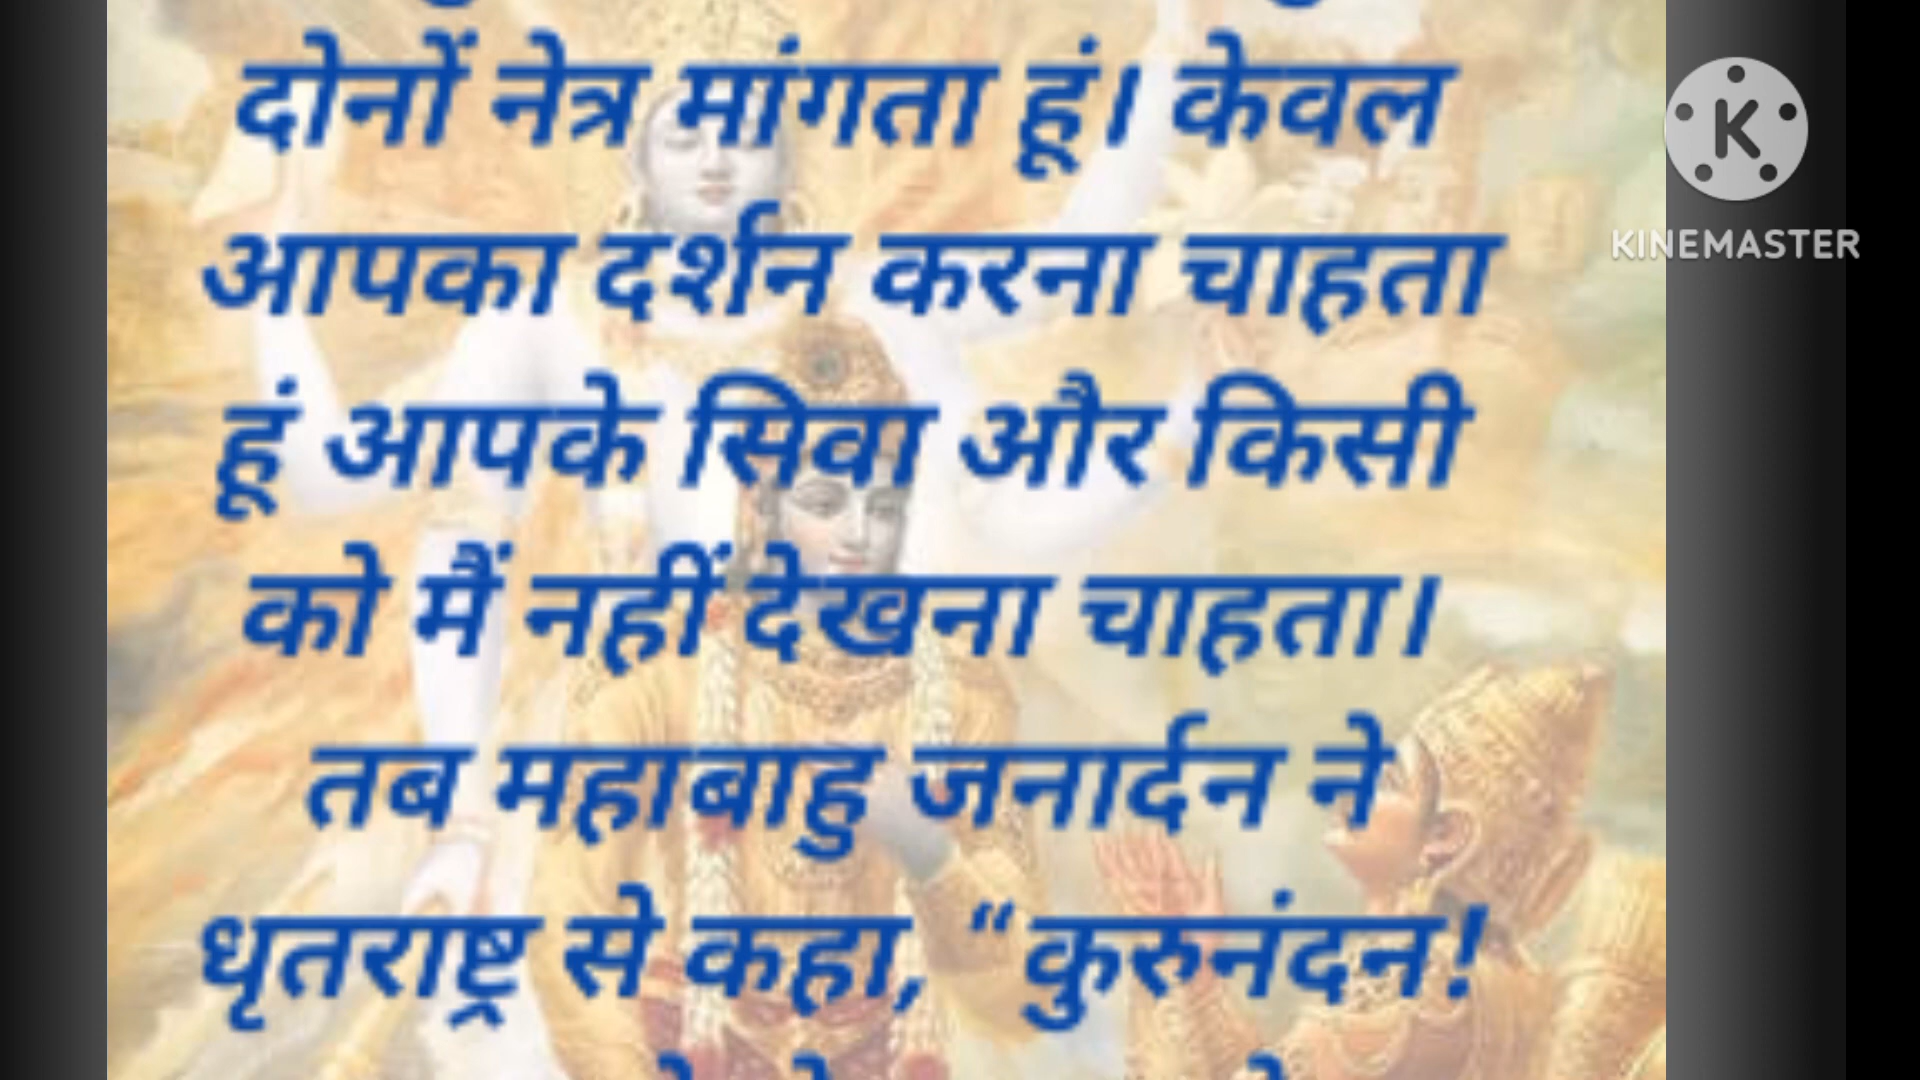 दोनों नेत्र मांगता हूं। केवल
आपका दर्शन करना चाहता
हूं आपके सिवा और किसी
को मैं नहीं देखना चाहता।
तब महाबाहु जनार्दन ने
धृतराष्ट्र से कहा, “कुरुनंदन!
K
KINEMASTER